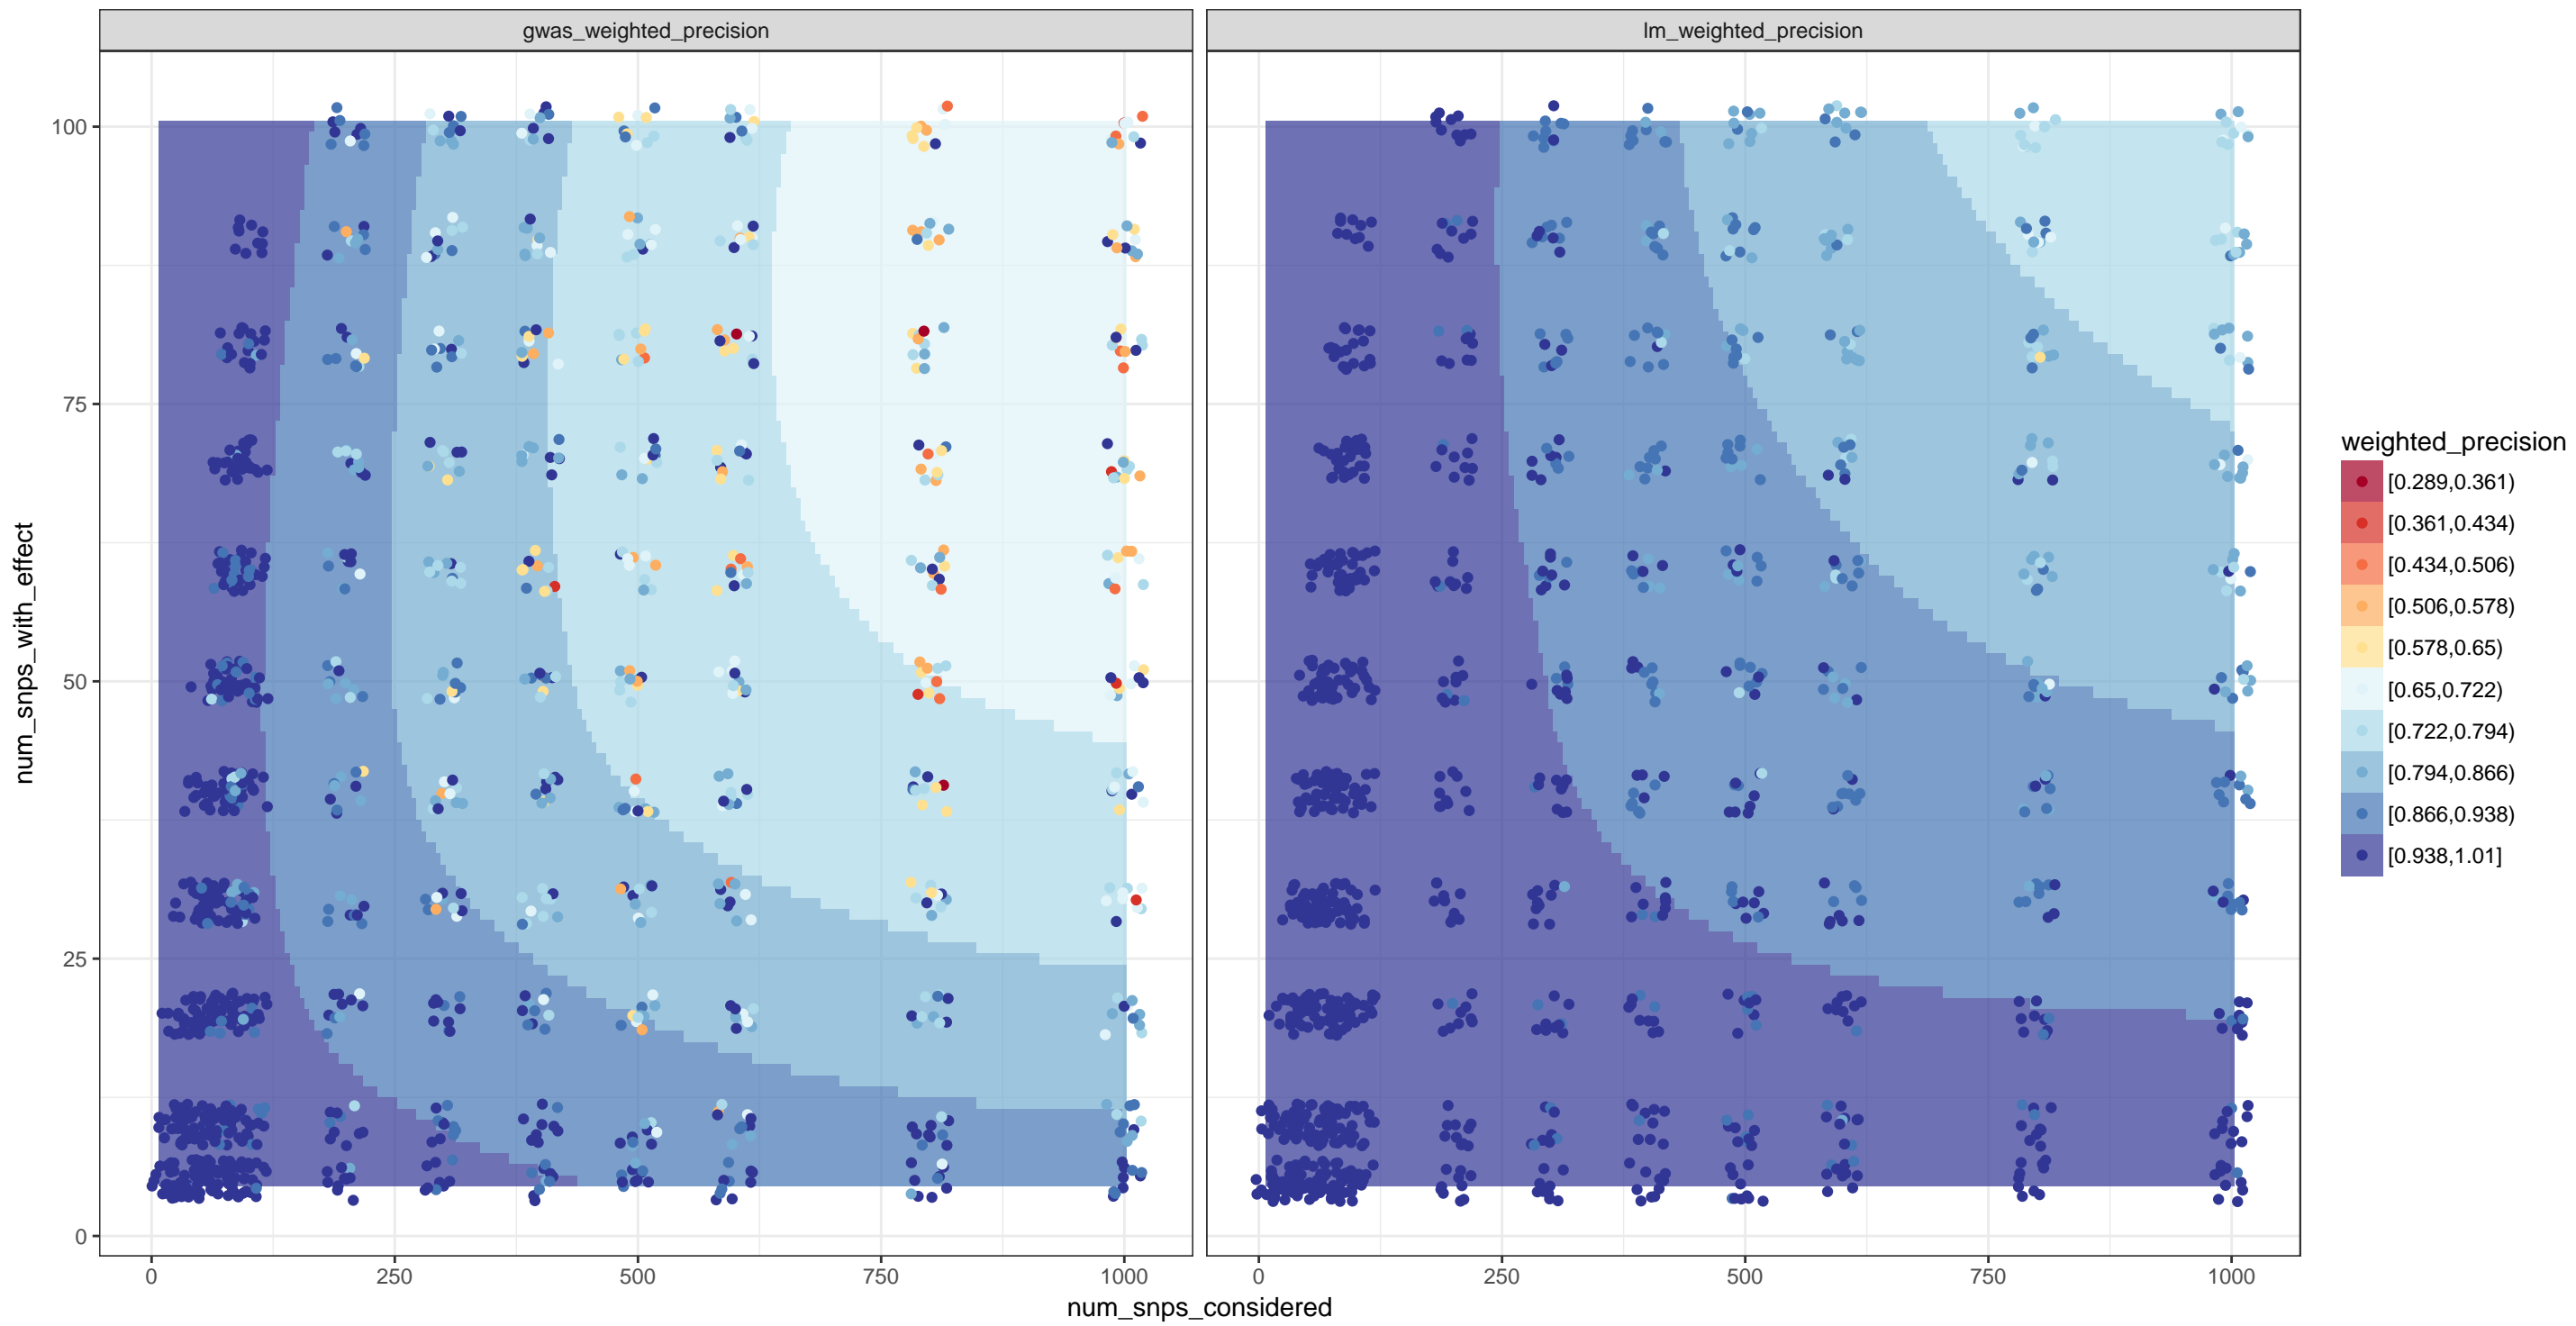 gwas_weighted_precision
lm_weighted_precision
100
75
50
25
0
num_snps_with_effect
0 250 500 750 1000
0 250 500 750 1000
num_snps_considered
weighted_precision
[0.289,0.361)
[0.361,0.434)
[0.434,0.506)
[0.506,0.578)
[0.578,0.65)
[0.65,0.722)
[0.722,0.794)
[0.794,0.866)
[0.866,0.938)
[0.938,1.01]